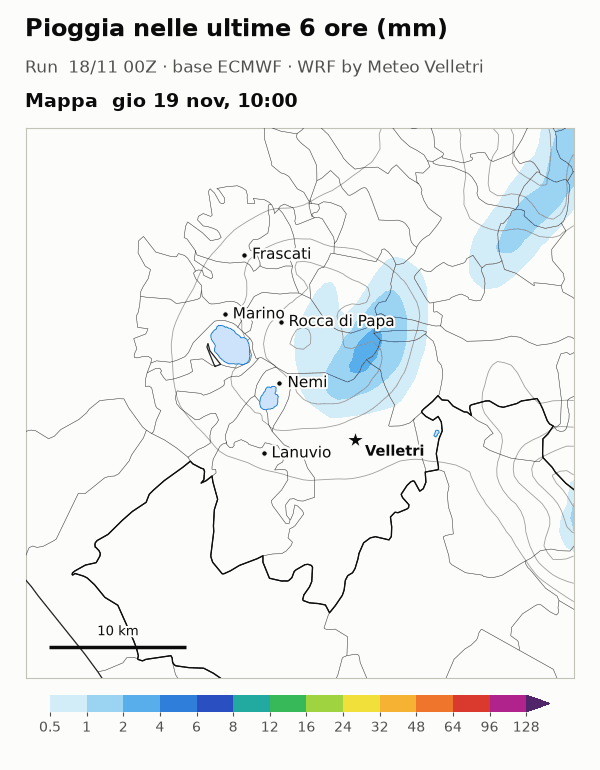 Pioggia nelle ultime 6 ore (mm)
Run  18/11 00Z · base ECMWF · WRF by Meteo Velletri
Mappa  gio 19 nov, 10:00
Frascati
Marino
Rocca di Papa
Nemi
Velletri
Lanuvio
10 km
0.5 1 2 4 6 8 12 16 24 32 48 64 96 128